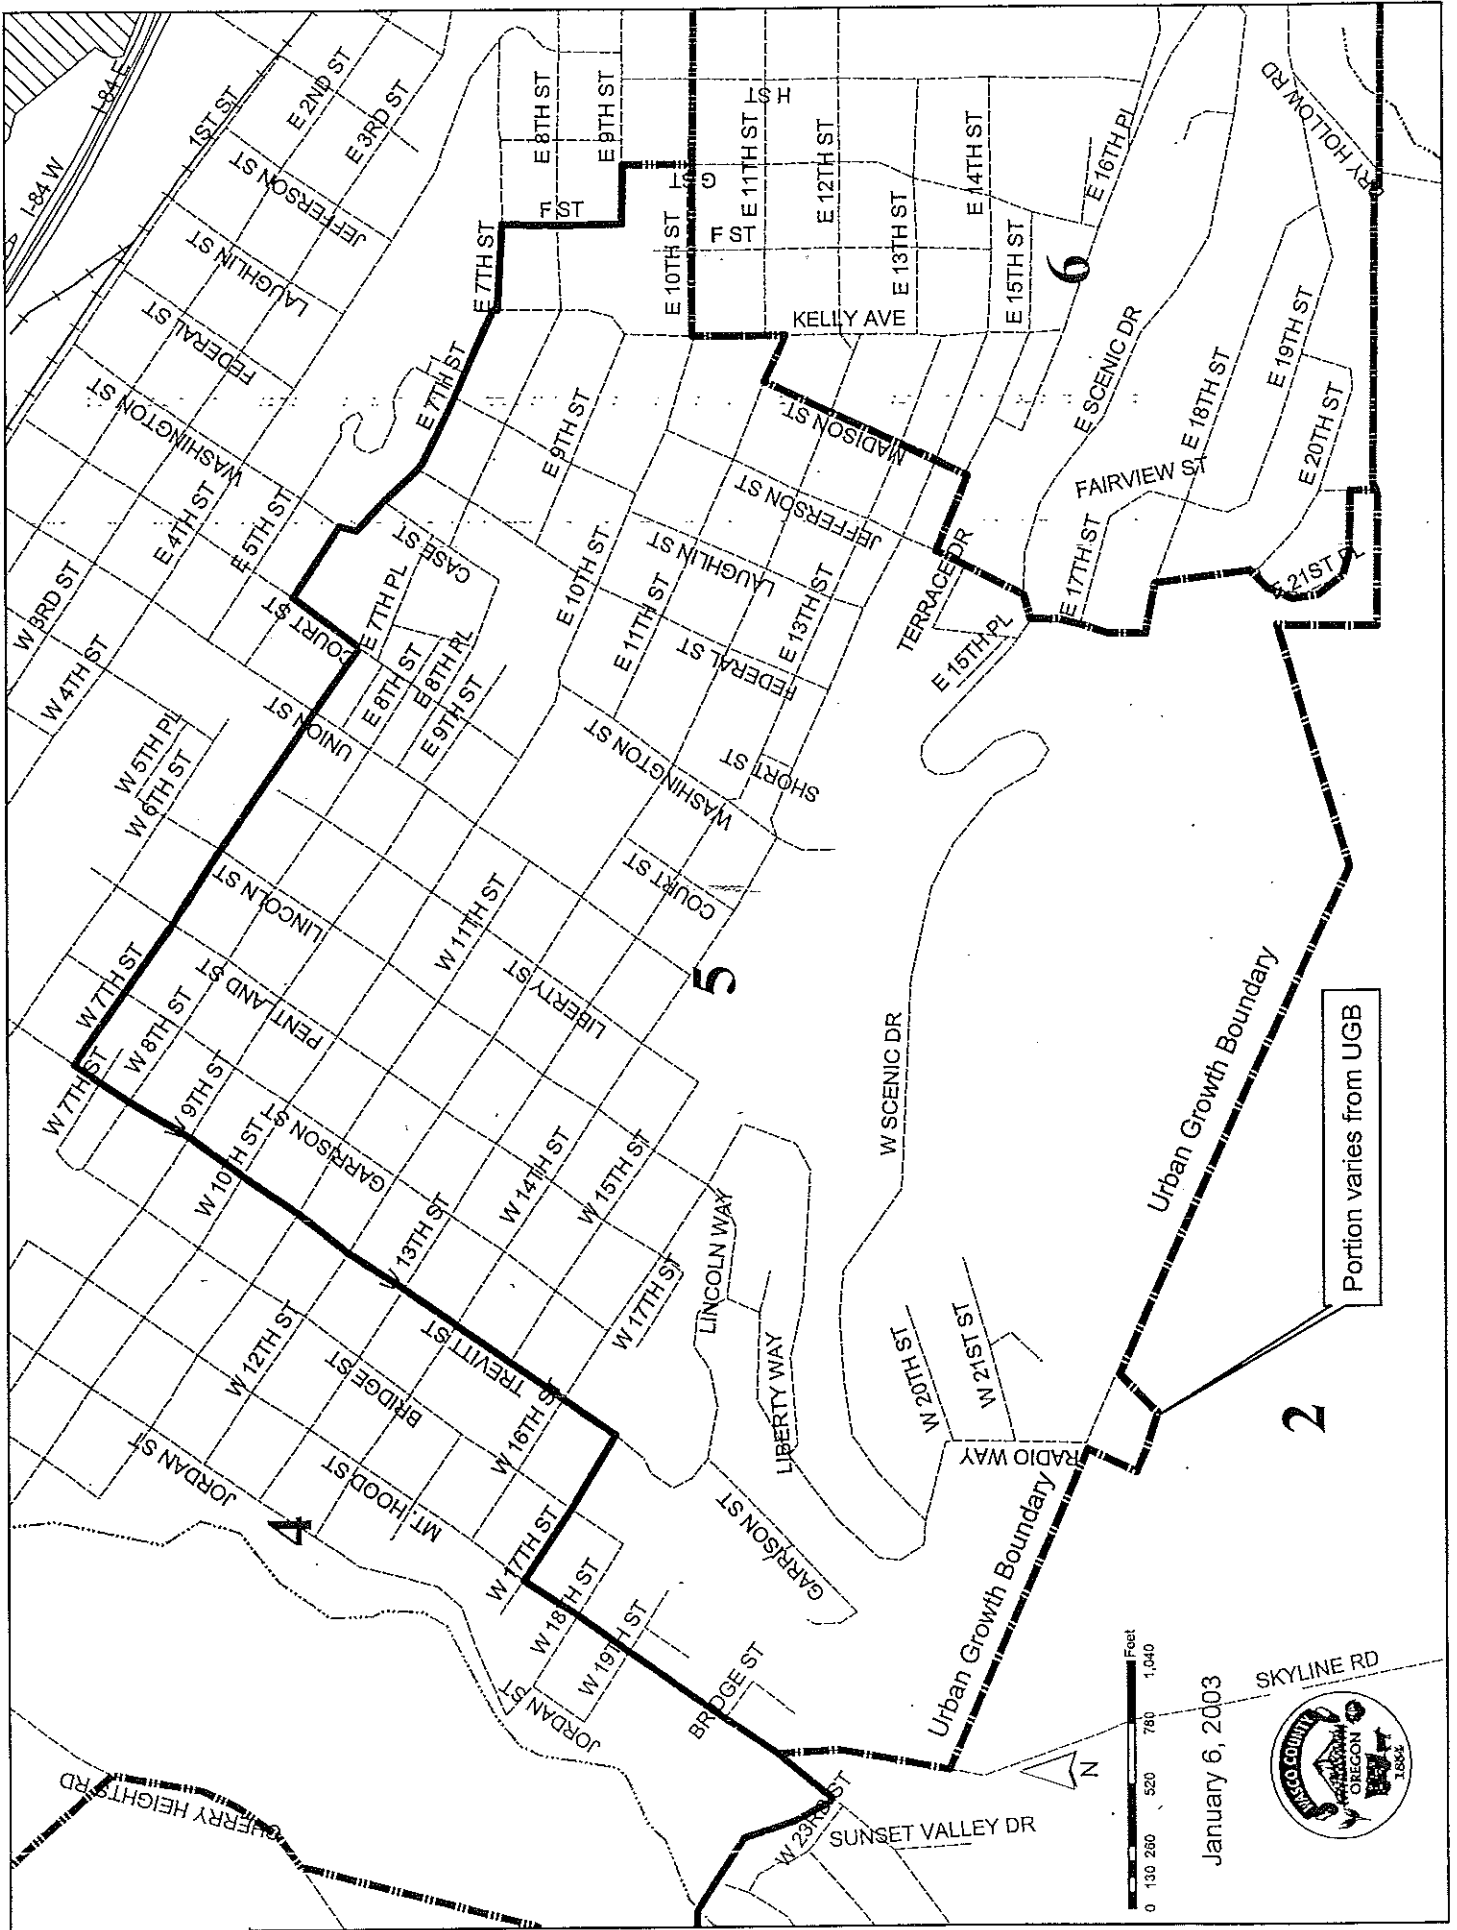 I-84 W
I-84 E
1ST ST
E 2ND ST
E 3RD ST
JEFFERSON ST
LAUGHLIN ST
FEDERAL ST
WASHINGTON ST
E 4TH ST
E 5TH ST
W 3RD ST
W 4TH ST
COURT ST
UNION ST
W 5TH PL
W 6TH ST
LINCOLN ST
W 7TH ST
W 7TH ST
W 8TH ST
W 9TH ST
W 10TH ST
PENTLAND ST
GARRISON ST
W 11TH ST
LIBERTY ST
W 12TH ST
W 13TH ST
W 14TH ST
W 15TH ST
W 16TH ST
W 17TH ST
TREVITT ST
BRIDGE ST
MT. HOOD ST
JORDAN ST
4
W 17TH ST
W 18TH ST
W 19TH ST
JORDAN ST
BRIDGE ST
CHERRY HEIGHTS RD
W 23RD ST
SUNSET VALLEY DR
E 7TH ST
E 7TH ST
F ST
E 8TH ST
E 9TH ST
G ST
H ST
E 10TH ST
E 11TH ST
E 12TH ST
F ST
E 13TH ST
E 14TH ST
E 15TH ST
E 16TH PL
6
KELLY AVE
E 7TH PL
CASE ST
E 8TH ST
E 8TH PL
E 9TH ST
E 9TH ST
E 10TH ST
E 11TH ST
E 13TH ST
MADISON ST
JEFFERSON ST
LAUGHLIN ST
FEDERAL ST
WASHINGTON ST
SHORT ST
COURT ST
5
TERRACE DR
E 15TH PL
E 17TH ST
E SCENIC DR
FAIRVIEW ST
E 18TH ST
E 19TH ST
E 20TH ST
E 21ST PL
RY HOLLOW RD
W SCENIC DR
LINCOLN WAY
LIBERTY WAY
GARRISON ST
W 20TH ST
W 21ST ST
RADIO WAY
Urban Growth Boundary
Urban Growth Boundary
Portion varies from UGB
2
SKYLINE RD
N
0 130 260 520 780 1,040
Feet
January 6, 2003
WASCO COUNTY
OREGON
1854